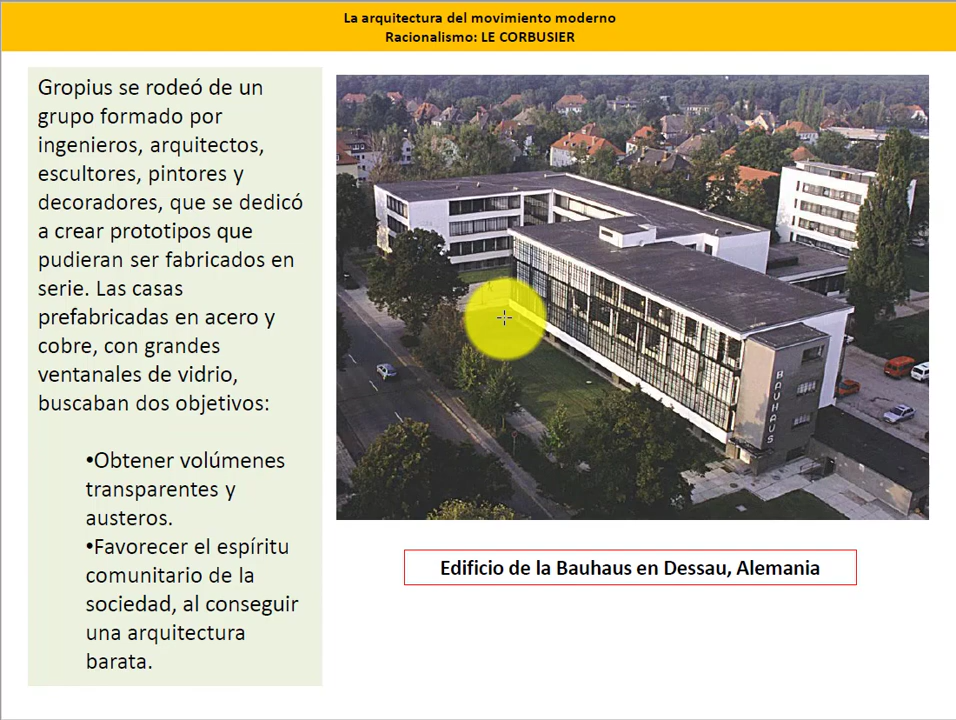 La arquitectura del movimiento moderno
Racionalismo: LE CORBUSIER
Gropius se rodeó de un
grupo formado por
ingenieros, arquitectos,
escultores, pintores y
decoradores, que se dedicó
a crear prototipos que
pudieran ser fabricados en
serie. Las casas
prefabricadas en acero y
cobre, con grandes
ventanales de vidrio,
buscaban dos objetivos:
•Obtener volúmenes
transparentes y
austeros.
•Favorecer el espíritu
comunitario de la
sociedad, al conseguir
una arquitectura
barata.
BAUHAUS
Edificio de la Bauhaus en Dessau, Alemania